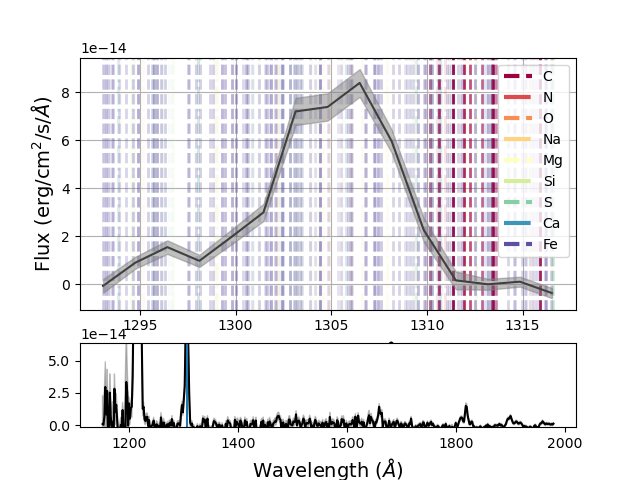 1e−14
Flux (erg/cm²/s/Å)
8
6
4
2
0
1295 1300 1305 1310 1315
C
N
O
Na
Mg
Si
S
Ca
Fe
1e−14
5.0
2.5
0.0
1200 1400 1600 1800 2000
Wavelength (Å)